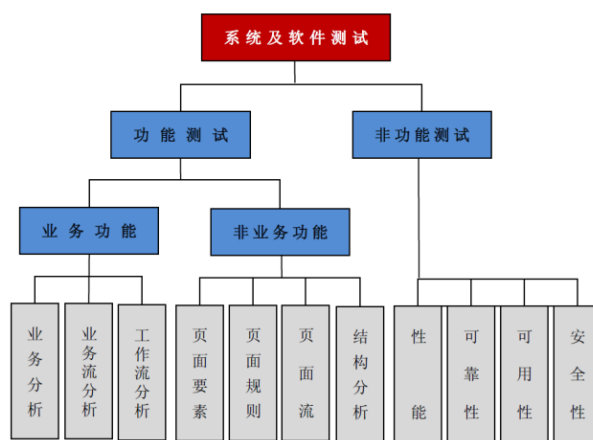 系统及软件测试
功能测试
非功能测试
业务功能
非业务功能
业务分析
业务流分析
工作流分析
页面要素
页面规则
页面流
结构分析
性能
可靠性
可用性
安全性